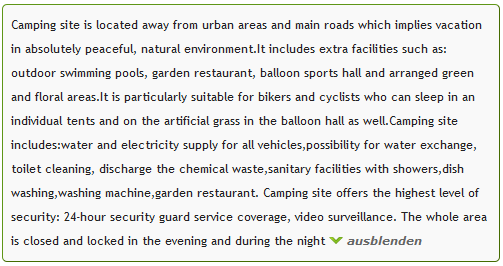 Camping site is located away from urban areas and main roads which implies vacation
in absolutely peaceful, natural environment.It includes extra facilities such as:
outdoor swimming pools, garden restaurant, balloon sports hall and arranged green
and floral areas.It is particularly suitable for bikers and cyclists who can sleep in an
individual tents and on the artificial grass in the balloon hall as well.Camping site
includes:water and electricity supply for all vehicles,possibility for water exchange,
toilet cleaning, discharge the chemical waste,sanitary facilities with showers,dish
washing,washing machine,garden restaurant. Camping site offers the highest level of
security: 24-hour security guard service coverage, video surveillance. The whole area
is closed and locked in the evening and during the night ausblenden